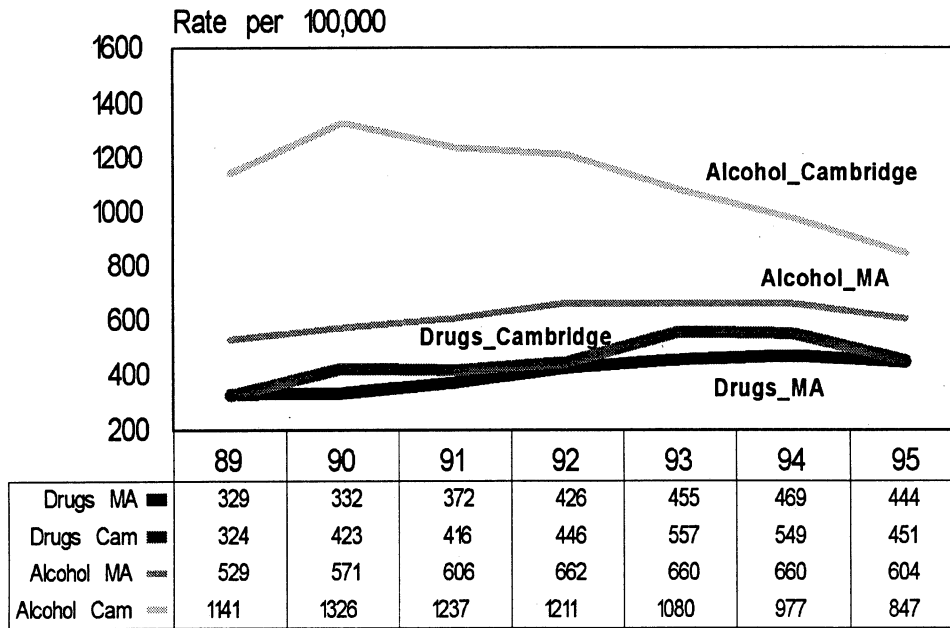 Rate per 100,000
1600
1400
1200
1000
800
600
400
200
Alcohol_Cambridge
Alcohol_MA
Drugs_Cambridge
Drugs_MA
89 90 91 92 93 94 95
Drugs MA 329 332 372 426 455 469 444
Drugs Cam 324 423 416 446 557 549 451
Alcohol MA 529 571 606 662 660 660 604
Alcohol Cam 1141 1326 1237 1211 1080 977 847